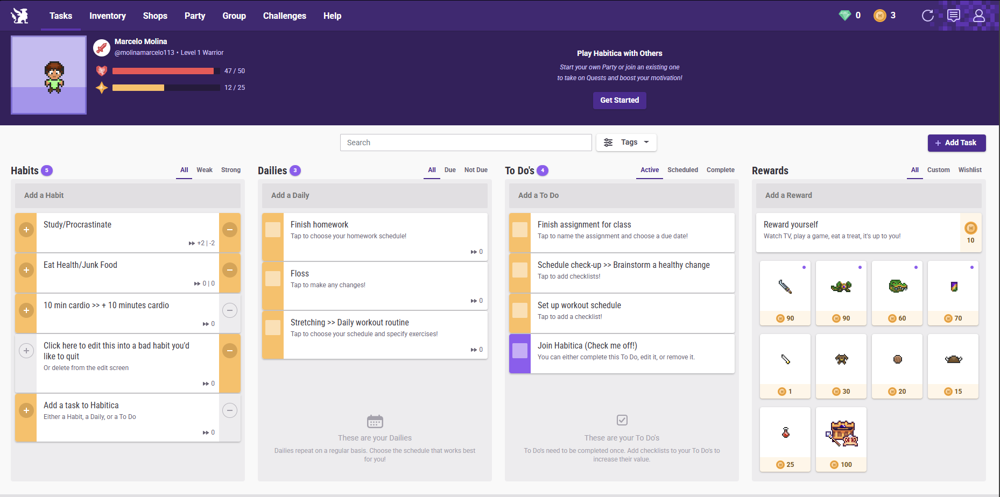 Tasks Inventory Shops Party Group Challenges Help 0 3
Marcelo Molina
@molinamarcelo113 • Level 1 Warrior
47 / 50
12 / 25
Play Habitica with Others
Start your own Party or join an existing one
to take on Quests and boost your motivation!
Get Started
Search
Tags
+ Add Task
Habits 5
All Weak Strong
Add a Habit
Study/Procrastinate
+2 | -2
Eat Health/Junk Food
0 | 0
10 min cardio >> + 10 minutes cardio
0
Click here to edit this into a bad habit you'd
like to quit
Or delete from the edit screen
0
Add a task to Habitica
Either a Habit, a Daily, or a To Do
0
Dailies 3
All Due Not Due
Add a Daily
Finish homework
Tap to choose your homework schedule!
0
Floss
Tap to make any changes!
0
Stretching >> Daily workout routine
Tap to choose your schedule and specify exercises!
0
These are your Dailies
Dailies repeat on a regular basis. Choose the schedule that works best
for you!
To Do's 4
Active Scheduled Complete
Add a To Do
Finish assignment for class
Tap to name the assignment and choose a due date!
Schedule check-up >> Brainstorm a healthy change
Tap to add checklists!
Set up workout schedule
Tap to add a checklist!
Join Habitica (Check me off!)
You can either complete this To Do, edit it, or remove it.
These are your To Do's
To Do's need to be completed once. Add checklists to your To Do's to
increase their value.
Rewards
All Custom Wishlist
Add a Reward
Reward yourself
Watch TV, play a game, eat a treat, it's up to you!
10
90 90 60 70
1 30 20 15
25 100